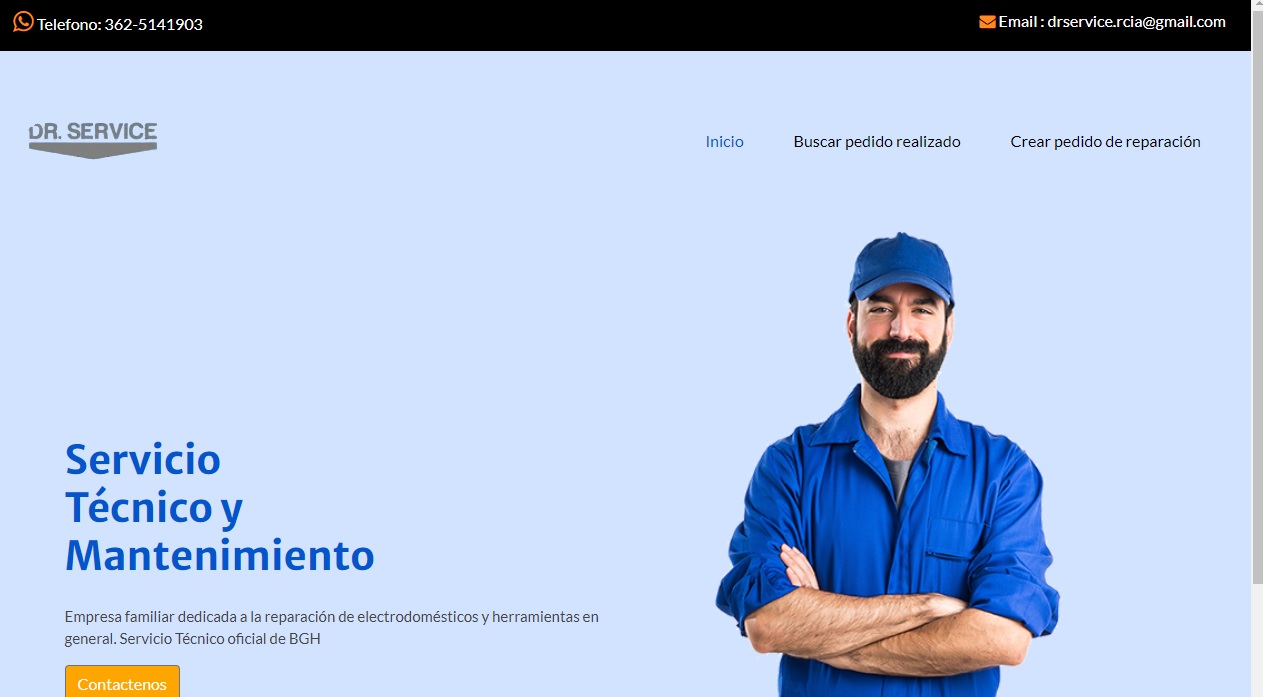 Telefono: 362-5141903
Email : drservice.rcia@gmail.com
DR. SERVICE
Inicio
Buscar pedido realizado
Crear pedido de reparación
Servicio
Técnico y
Mantenimiento
Empresa familiar dedicada a la reparación de electrodomésticos y herramientas en
general. Servicio Técnico oficial de BGH
Contactenos